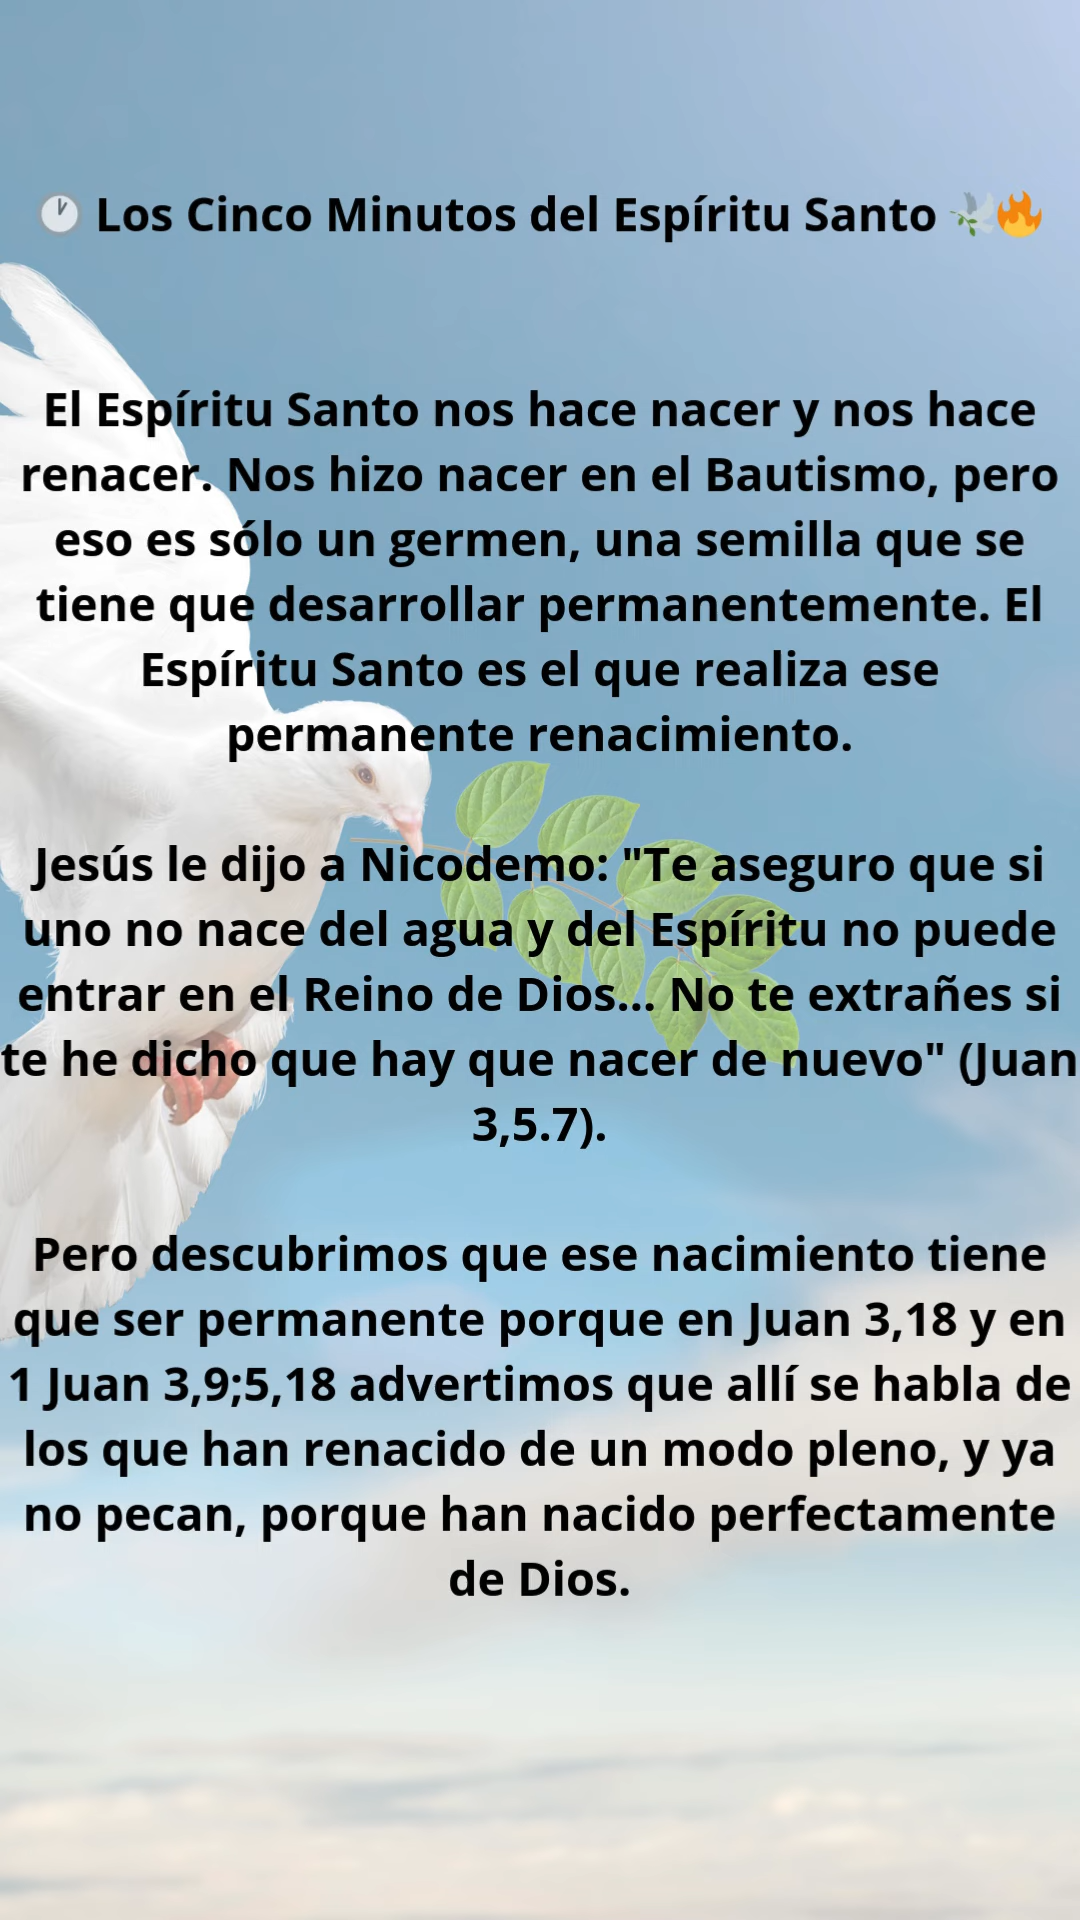 🕐 Los Cinco Minutos del Espíritu Santo 🕊️🔥
El Espíritu Santo nos hace nacer y nos hace
renacer. Nos hizo nacer en el Bautismo, pero
eso es sólo un germen, una semilla que se
tiene que desarrollar permanentemente. El
Espíritu Santo es el que realiza ese
permanente renacimiento.
Jesús le dijo a Nicodemo: "Te aseguro que si
uno no nace del agua y del Espíritu no puede
entrar en el Reino de Dios... No te extrañes si
te he dicho que hay que nacer de nuevo" (Juan
3,5.7).
Pero descubrimos que ese nacimiento tiene
que ser permanente porque en Juan 3,18 y en
1 Juan 3,9;5,18 advertimos que allí se habla de
los que han renacido de un modo pleno, y ya
no pecan, porque han nacido perfectamente
de Dios.